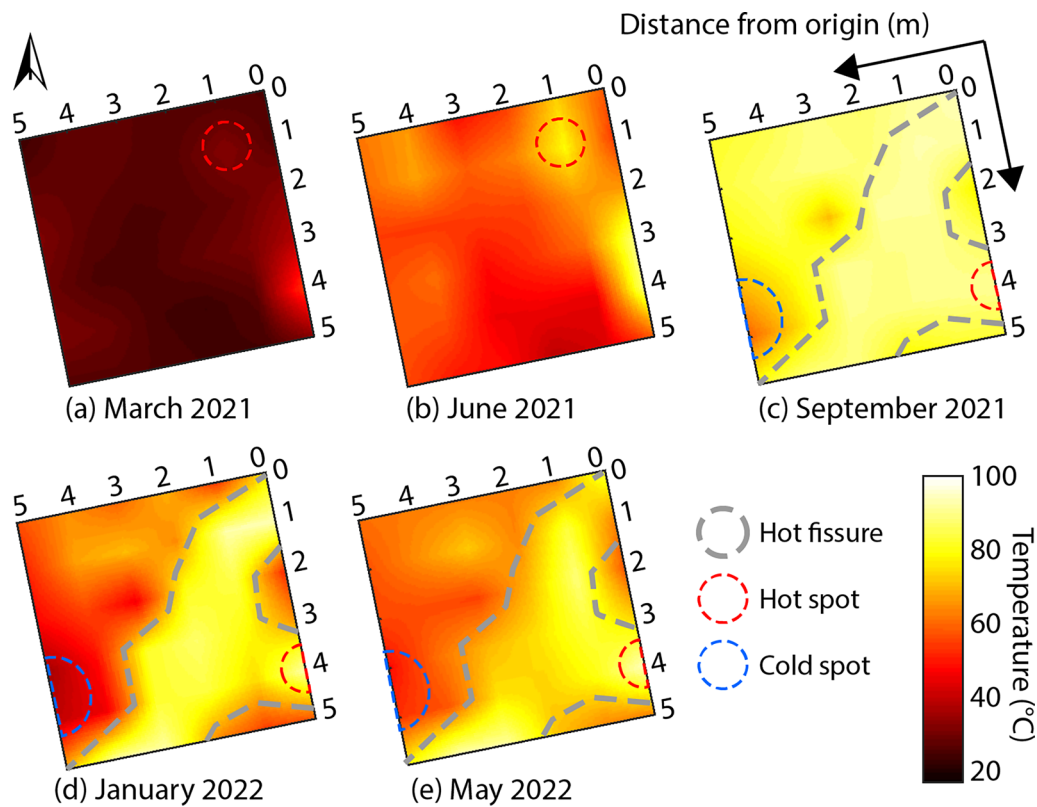 Distance from origin (m)
5 4 3 2 1 0
0
1
2
3
4
5
(a) March 2021
5 4 3 2 1 0
0
1
2
3
4
5
(b) June 2021
5 4 3 2 1 0
2
3
4
5
(c) September 2021
5 4 3 2 1 0
0
1
2
3
4
5
(d) January 2022
5 4 3 2 1 0
0
1
2
3
4
5
(e) May 2022
Hot fissure
Hot spot
Cold spot
100
80
60
40
20
Temperature (°C)